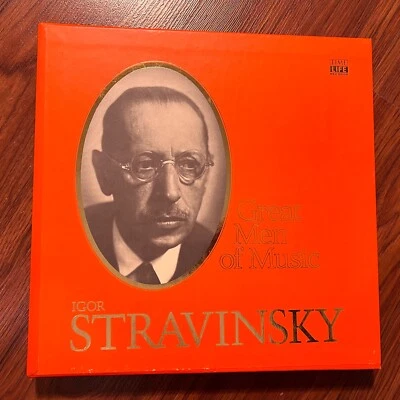 TIME
LIFE
Great
Men
of Music
IGOR
STRAVINSKY